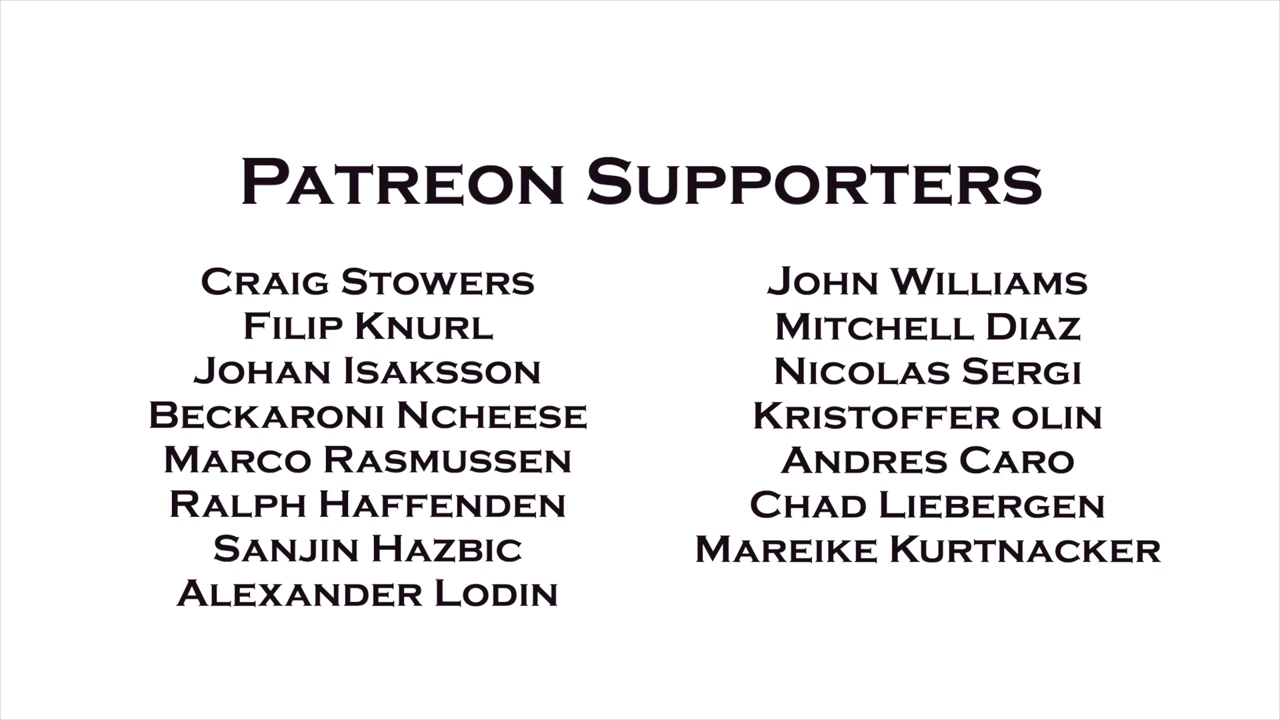 Patreon Supporters
Craig Stowers
Filip Knurl
Johan Isaksson
Beckaroni Ncheese
Marco Rasmussen
Ralph Haffenden
Sanjin Hazbic
Alexander Lodin
John Williams
Mitchell Diaz
Nicolas Sergi
Kristoffer olin
Andres Caro
Chad Liebergen
Mareike Kurtnacker